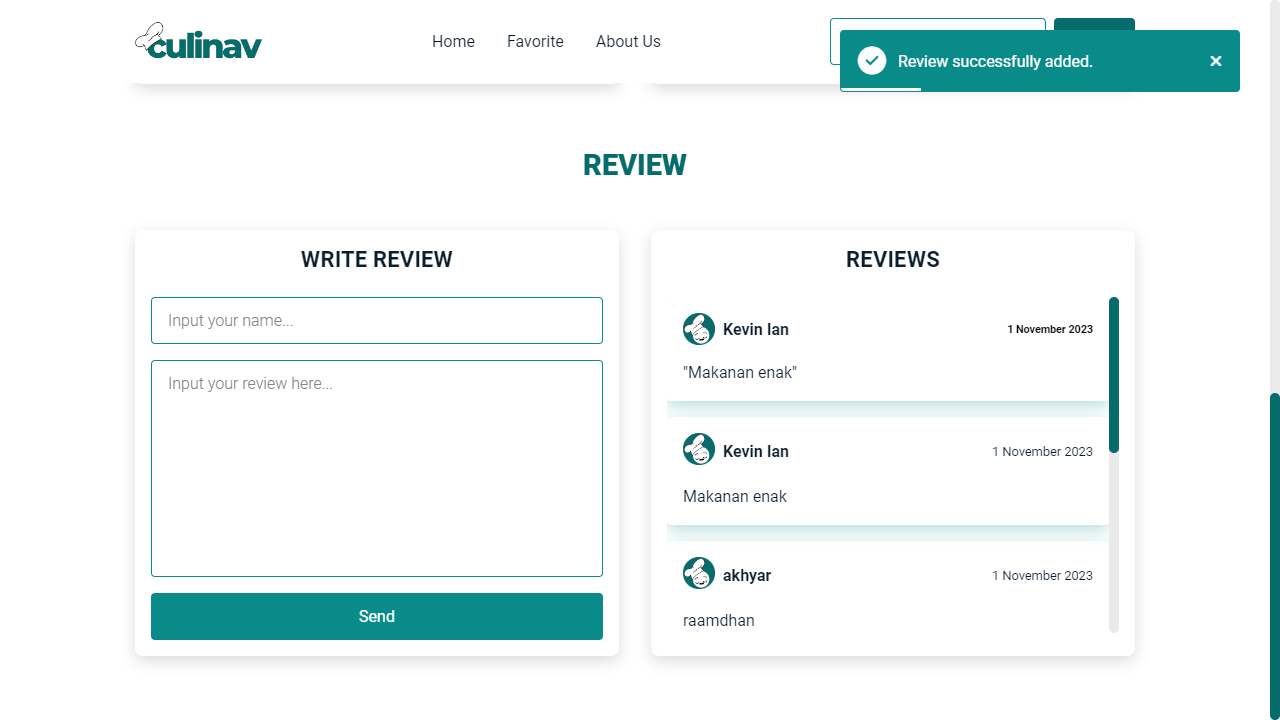 culinav
Home
Favorite
About Us
Review successfully added.
REVIEW
WRITE REVIEW
Input your name...
Input your review here...
Send
REVIEWS
Kevin Ian
1 November 2023
"Makanan enak"
Kevin Ian
1 November 2023
Makanan enak
akhyar
1 November 2023
raamdhan